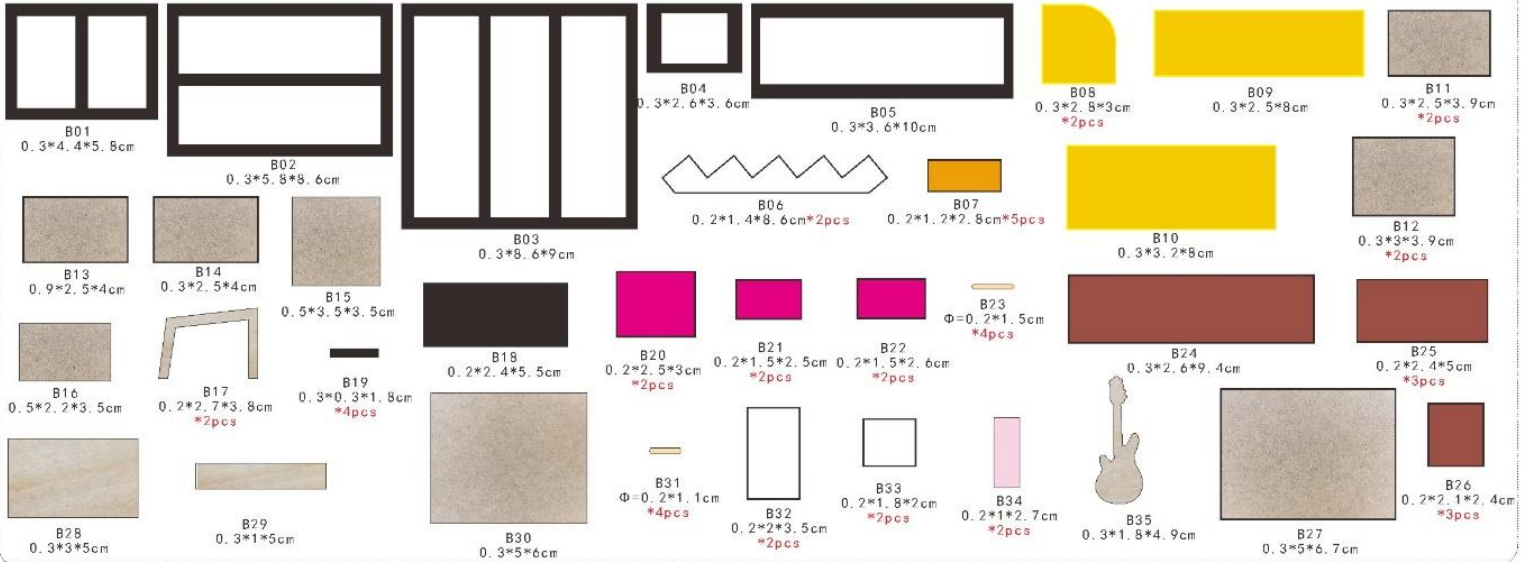 B01
0.3*4.4*5.8cm
B02
0.3*5.8*8.6cm
B03
0.3*8.6*9cm
B04
0.3*2.6*3.6cm
B05
0.3*3.6*10cm
B06
0.2*1.4*8.6cm*2pcs
B07
0.2*1.2*2.8cm*5pcs
B08
0.3*2.8*3cm
*2pcs
B09
0.3*2.5*8cm
B10
0.3*3.2*8cm
B11
0.3*2.5*3.9cm
*2pcs
B12
0.3*3*3.9cm
*2pcs
B13
0.9*2.5*4cm
B14
0.3*2.5*4cm
B15
0.5*3.5*3.5cm
B16
0.5*2.2*3.5cm
B17
0.2*2.7*3.8cm
*2pcs
B18
0.2*2.4*5.5cm
B19
0.3*0.3*1.8cm
*4pcs
B20
0.2*2.5*3cm
*2pcs
B21
0.2*1.5*2.5cm
*2pcs
B22
0.2*1.5*2.6cm
*2pcs
B23
Φ=0.2*1.5cm
*4pcs
B24
0.3*2.6*9.4cm
B25
0.2*2.4*5cm
*3pcs
B26
0.2*2.1*2.4cm
*3pcs
B27
0.3*5*6.7cm
B28
0.3*3*5cm
B29
0.3*1*5cm
B30
0.3*5*6cm
B31
Φ=0.2*1.1cm
*4pcs
B32
0.2*2*3.5cm
*2pcs
B33
0.2*1.8*2cm
*2pcs
B34
0.2*1*2.7cm
*2pcs
B35
0.3*1.8*4.9cm